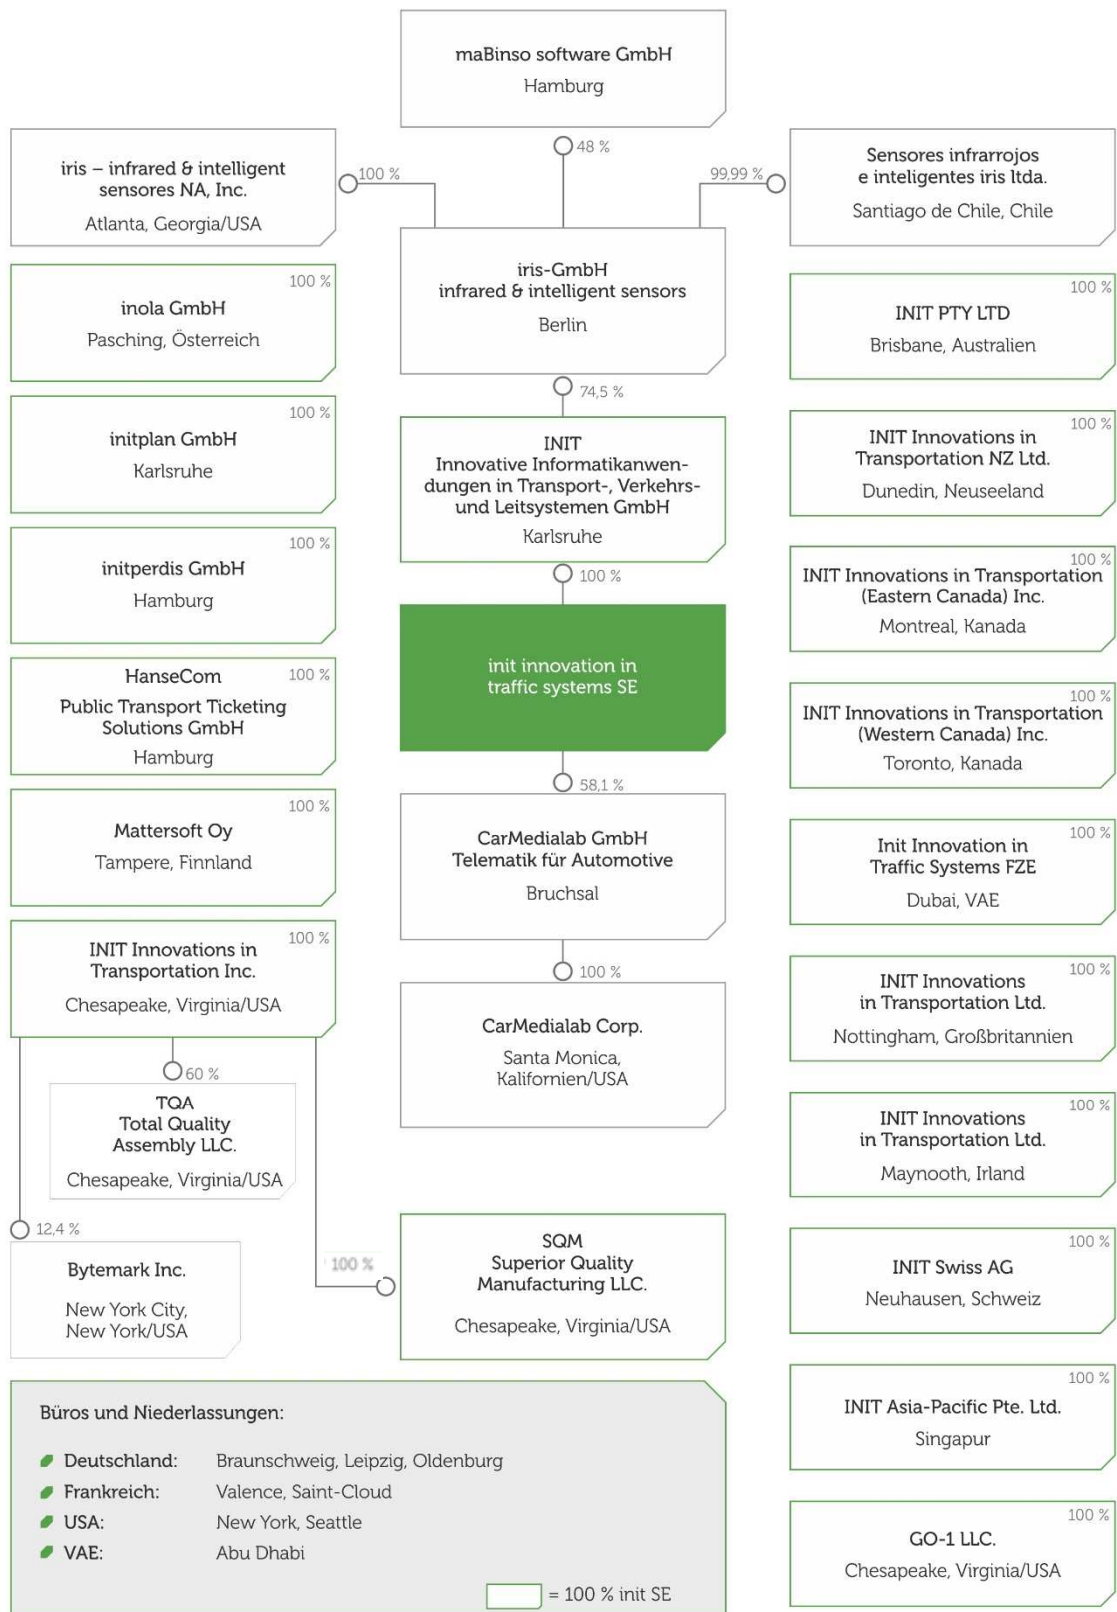 maBinso software GmbH
Hamburg
48 %
iris – infrared & intelligent
sensores NA, Inc.
Atlanta, Georgia/USA
100 %
99,99 %
Sensores infrarrojos
e inteligentes iris ltda.
Santiago de Chile, Chile
iris-GmbH
infrared & intelligent sensors
Berlin
74,5 %
INIT
Innovative Informatikanwen-
dungen in Transport-, Verkehrs-
und Leitsystemen GmbH
Karlsruhe
100 %
init innovation in
traffic systems SE
58,1 %
CarMedialab GmbH
Telematik für Automotive
Bruchsal
100 %
CarMedialab Corp.
Santa Monica,
Kalifornien/USA
100 %
inola GmbH
Pasching, Österreich
100 %
initplan GmbH
Karlsruhe
100 %
initperdis GmbH
Hamburg
100 %
HanseCom
Public Transport Ticketing
Solutions GmbH
Hamburg
100 %
Mattersoft Oy
Tampere, Finnland
100 %
INIT Innovations in
Transportation Inc.
Chesapeake, Virginia/USA
60 %
TQA
Total Quality
Assembly LLC.
Chesapeake, Virginia/USA
12,4 %
Bytemark Inc.
New York City,
New York/USA
100 %
SQM
Superior Quality
Manufacturing LLC.
Chesapeake, Virginia/USA
100 %
INIT PTY LTD
Brisbane, Australien
100 %
INIT Innovations in
Transportation NZ Ltd.
Dunedin, Neuseeland
100 %
INIT Innovations in Transportation
(Eastern Canada) Inc.
Montreal, Kanada
100 %
INIT Innovations in Transportation
(Western Canada) Inc.
Toronto, Kanada
100 %
Init Innovation in
Traffic Systems FZE
Dubai, VAE
100 %
INIT Innovations
in Transportation Ltd.
Nottingham, Großbritannien
100 %
INIT Innovations
in Transportation Ltd.
Maynooth, Irland
100 %
INIT Swiss AG
Neuhausen, Schweiz
100 %
INIT Asia-Pacific Pte. Ltd.
Singapur
100 %
GO-1 LLC.
Chesapeake, Virginia/USA
Büros und Niederlassungen:
Deutschland: Braunschweig, Leipzig, Oldenburg
Frankreich: Valence, Saint-Cloud
USA: New York, Seattle
VAE: Abu Dhabi
= 100 % init SE